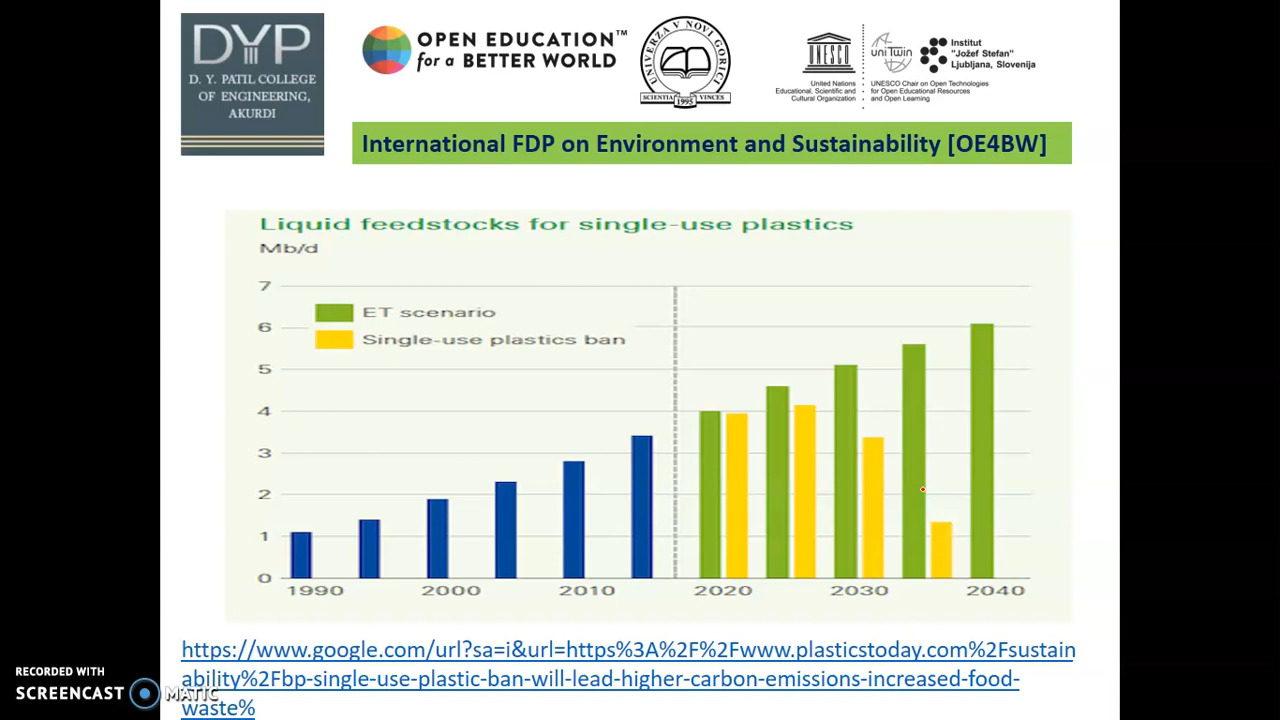 DYP
D. Y. PATIL COLLEGE
OF ENGINEERING,
AKURDI
OPEN EDUCATION™
for a BETTER WORLD
UNIVERZA V NOVI GORICI
SCIENTIA VINCES
1995
UNESCO
United Nations
Educational, Scientific and
Cultural Organization
uniTwin
Institut
"Jožef Stefan"
Ljubljana, Slovenija
UNESCO Chair on Open Technologies
for Open Educational Resources
and Open Learning
International FDP on Environment and Sustainability [OE4BW]
Liquid feedstocks for single-use plastics
Mb/d
7
6
5
4
3
2
1
0
ET scenario
Single-use plastics ban
1990 2000 2010 2020 2030 2040
https://www.google.com/url?sa=i&url=https%3A%2F%2Fwww.plasticstoday.com%2Fsustain
ability%2Fbp-single-use-plastic-ban-will-lead-higher-carbon-emissions-increased-food-
waste%
RECORDED WITH
SCREENCAST MATIC